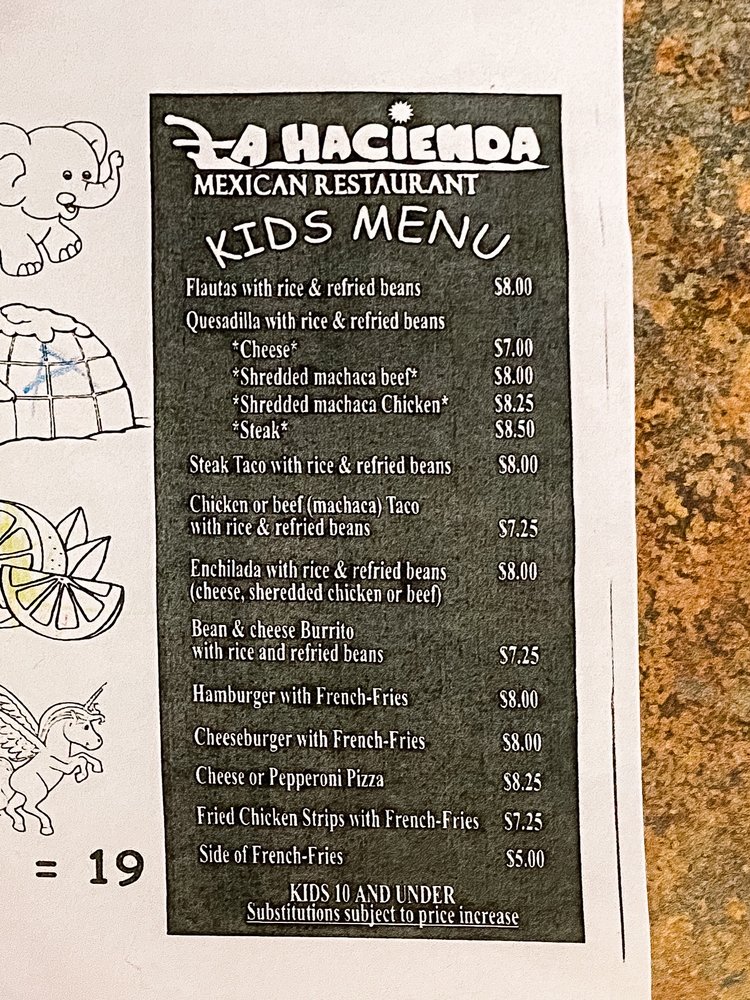 LA HACIENDA
MEXICAN RESTAURANT
KIDS MENU
Flautas with rice & refried beans $8.00
Quesadilla with rice & refried beans
*Cheese* $7.00
*Shredded machaca beef* $8.00
*Shredded machaca Chicken* $8.25
*Steak* $8.50
Steak Taco with rice & refried beans $8.00
Chicken or beef (machaca) Taco
with rice & refried beans $7.25
Enchilada with rice & refried beans $8.00
(cheese, sheredded chicken or beef)
Bean & cheese Burrito
with rice and refried beans $7.25
Hamburger with French-Fries $8.00
Cheeseburger with French-Fries $8.00
Cheese or Pepperoni Pizza $8.25
Fried Chicken Strips with French-Fries $7.25
Side of French-Fries $5.00
KIDS 10 AND UNDER
Substitutions subject to price increase
= 19